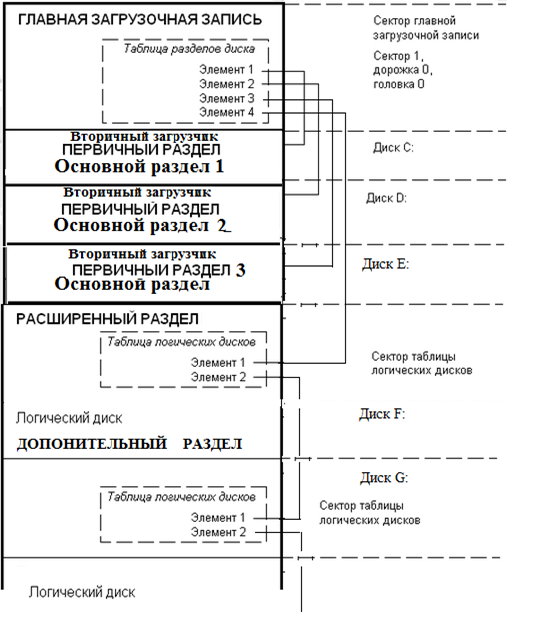 ГЛАВНАЯ ЗАГРУЗОЧНАЯ ЗАПИСЬ
Таблица разделов диска
Элемент 1
Элемент 2
Элемент 3
Элемент 4
Сектор главной
загрузочной записи
Сектор 1,
дорожка 0,
головка 0
Вторичный загрузчик
ПЕРВИЧНЫЙ РАЗДЕЛ
Основной раздел 1
Диск C:
Вторичный загрузчик
ПЕРВИЧНЫЙ РАЗДЕЛ
Основной раздел 2
Диск D:
Вторичный загрузчик
ПЕРВИЧНЫЙ РАЗДЕЛ 3
Основной раздел
Диск E:
РАСШИРЕННЫЙ РАЗДЕЛ
Таблица логических дисков
Элемент 1
Элемент 2
Сектор таблицы
логических дисков
Логический диск
ДОПОНИТЕЛЬНЫЙ РАЗДЕЛ
Диск F:
Диск G:
Таблица логических дисков
Элемент 1
Элемент 2
Сектор таблицы
логических дисков
Логический диск